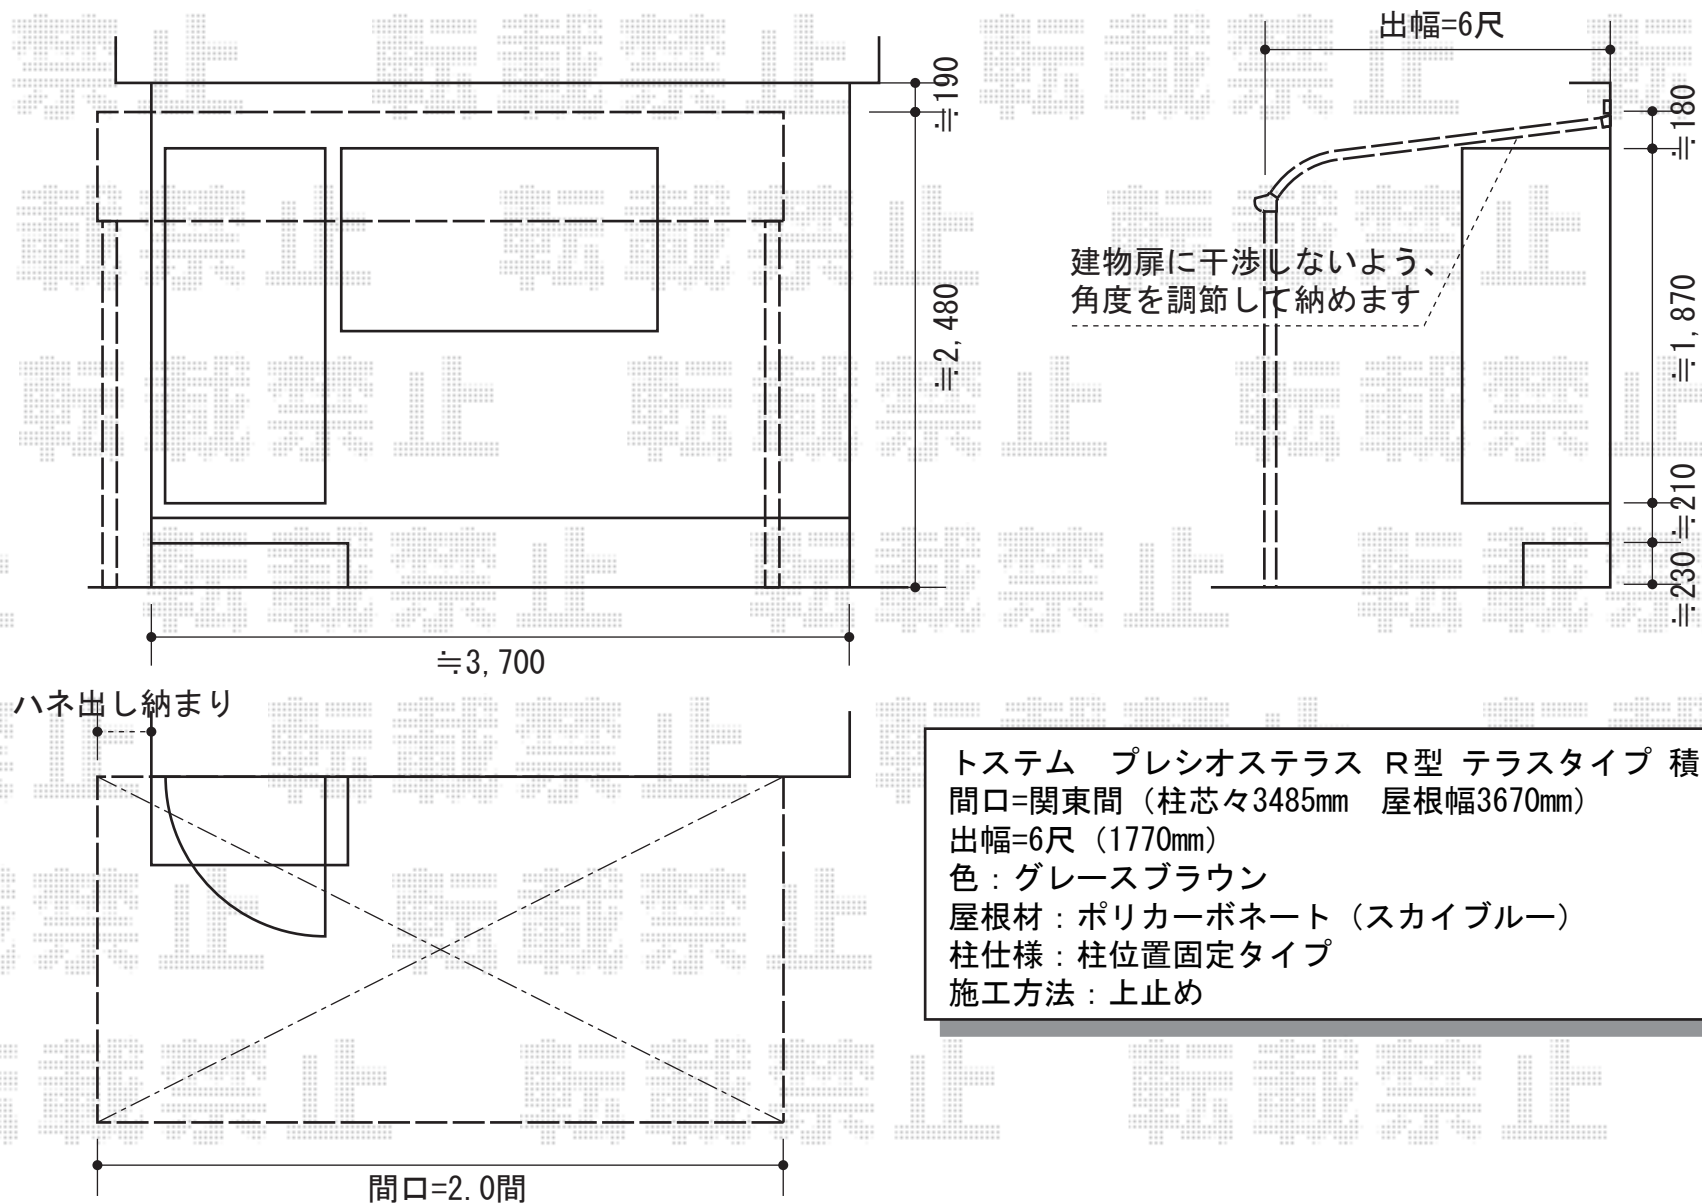 出幅=6尺
≒190
≒180
建物扉に干渉しないよう、
角度を調節して納めます
≒2,480
≒1,870
≒210
≒230
≒3,700
ハネ出し納まり
トステム プレシオステラス R型 テラスタイプ 積
間口=関東間（柱芯々3485mm 屋根幅3670mm）
出幅=6尺（1770mm）
色：グレースブラウン
屋根材：ポリカーボネート（スカイブルー）
柱仕様：柱位置固定タイプ
施工方法：上止め
間口=2.0間
転載禁止